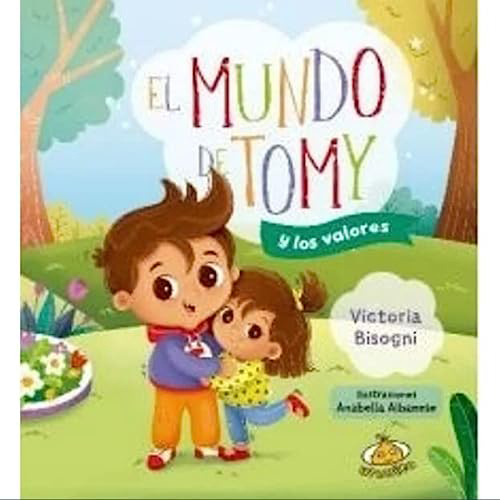 EL MUNDO
DE TOMY
y los valores
Victoria
Bisogni
Ilustraciones
Anabella Albanese